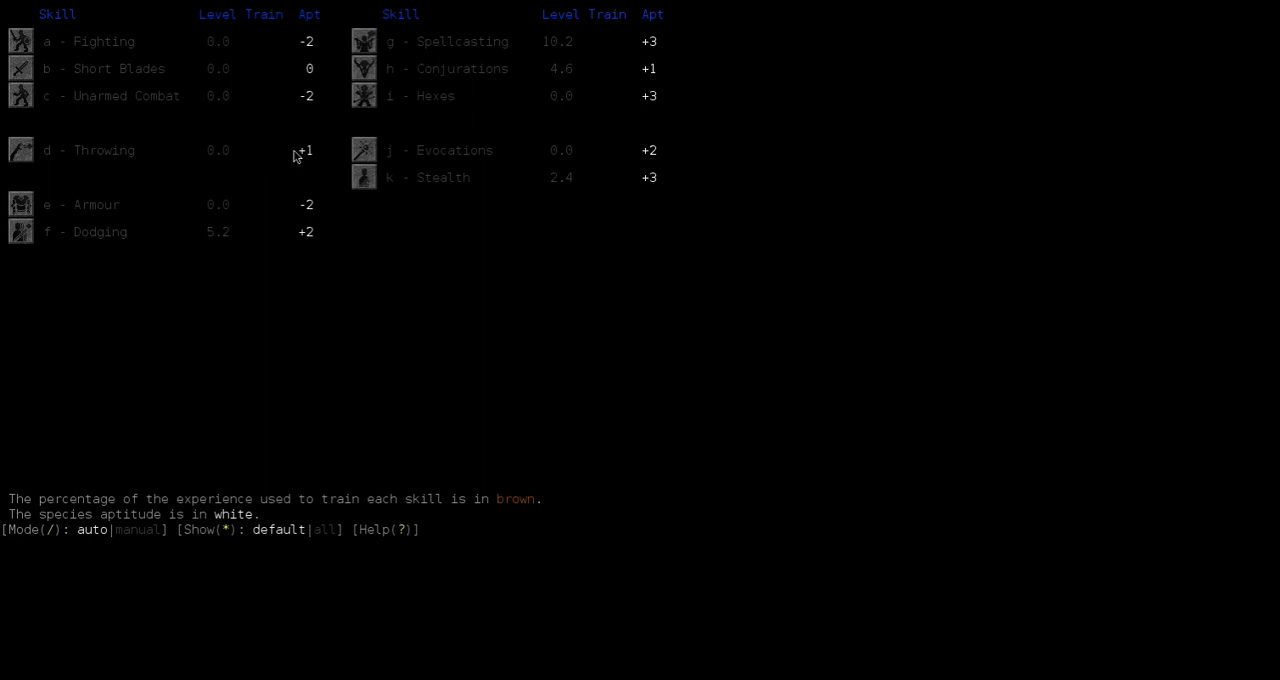 Skill Level Train Apt Skill Level Train Apt
a - Fighting 0.0 -2 g - Spellcasting 10.2 +3
b - Short Blades 0.0 0 h - Conjurations 4.6 +1
c - Unarmed Combat 0.0 -2 i - Hexes 0.0 +3
d - Throwing 0.0 +1 j - Evocations 0.0 +2
k - Stealth 2.4 +3
e - Armour 0.0 -2
f - Dodging 5.2 +2
The percentage of the experience used to train each skill is in brown.
The species aptitude is in white.
[Mode(/): auto|manual] [Show(*): default|all] [Help(?)]